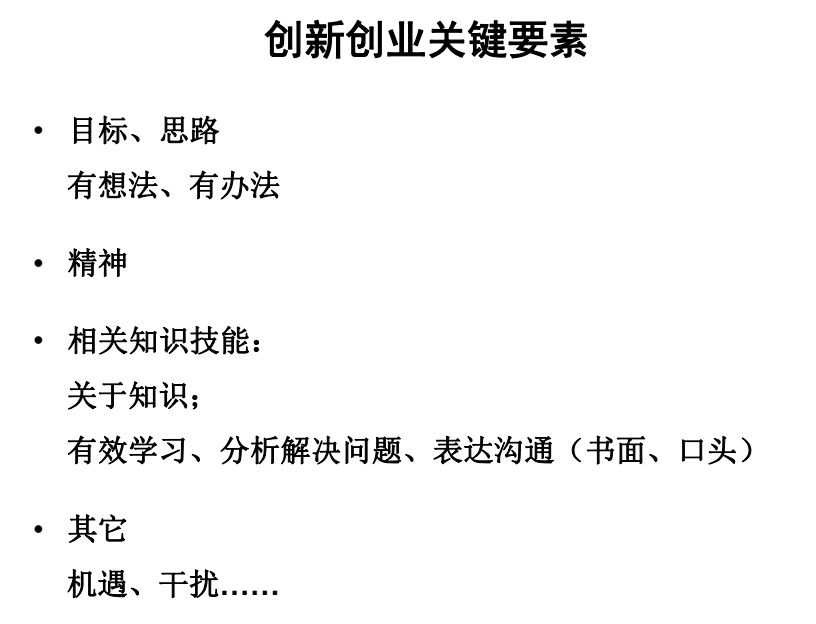 创新创业关键要素
• 目标、思路
有想法、有办法
• 精神
• 相关知识技能：
关于知识；
有效学习、分析解决问题、表达沟通（书面、口头）
• 其它
机遇、干扰……